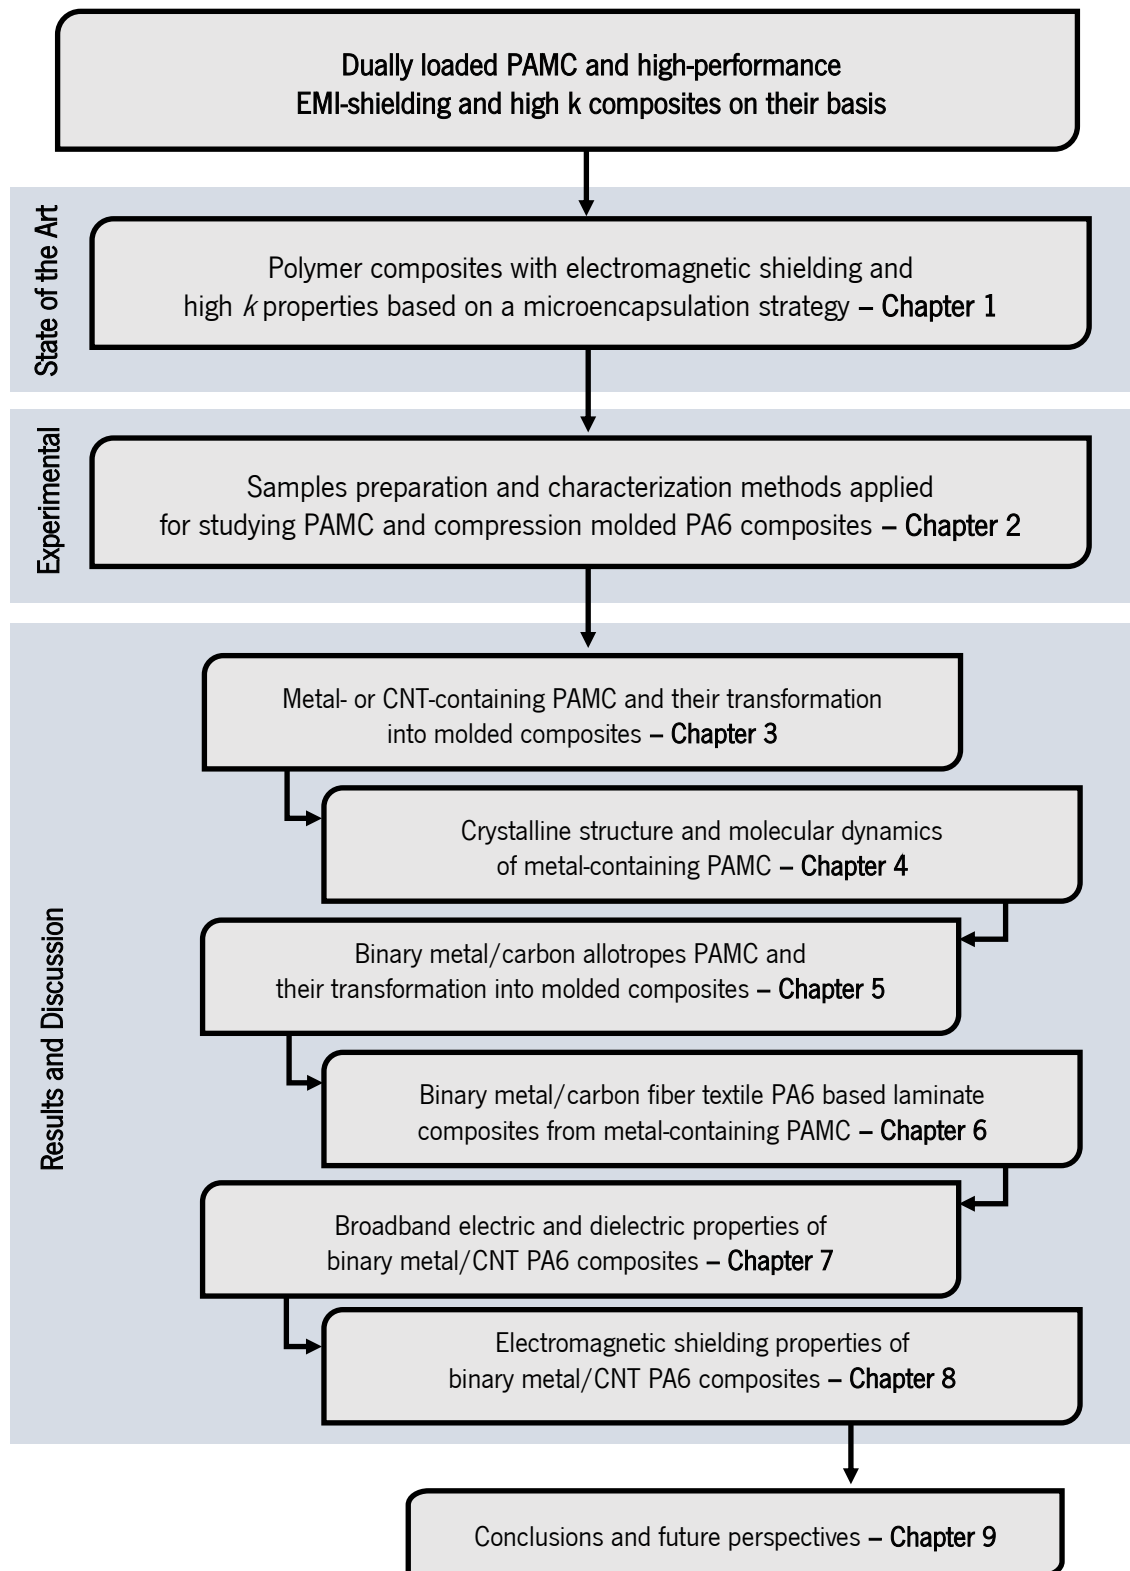 Dually loaded PAMC and high-performance
EMI-shielding and high k composites on their basis
State of the Art
Polymer composites with electromagnetic shielding and
high k properties based on a microencapsulation strategy – Chapter 1
Experimental
Samples preparation and characterization methods applied
for studying PAMC and compression molded PA6 composites – Chapter 2
Results and Discussion
Metal- or CNT-containing PAMC and their transformation
into molded composites – Chapter 3
Crystalline structure and molecular dynamics
of metal-containing PAMC – Chapter 4
Binary metal/carbon allotropes PAMC and
their transformation into molded composites – Chapter 5
Binary metal/carbon fiber textile PA6 based laminate
composites from metal-containing PAMC – Chapter 6
Broadband electric and dielectric properties of
binary metal/CNT PA6 composites – Chapter 7
Electromagnetic shielding properties of
binary metal/CNT PA6 composites – Chapter 8
Conclusions and future perspectives – Chapter 9